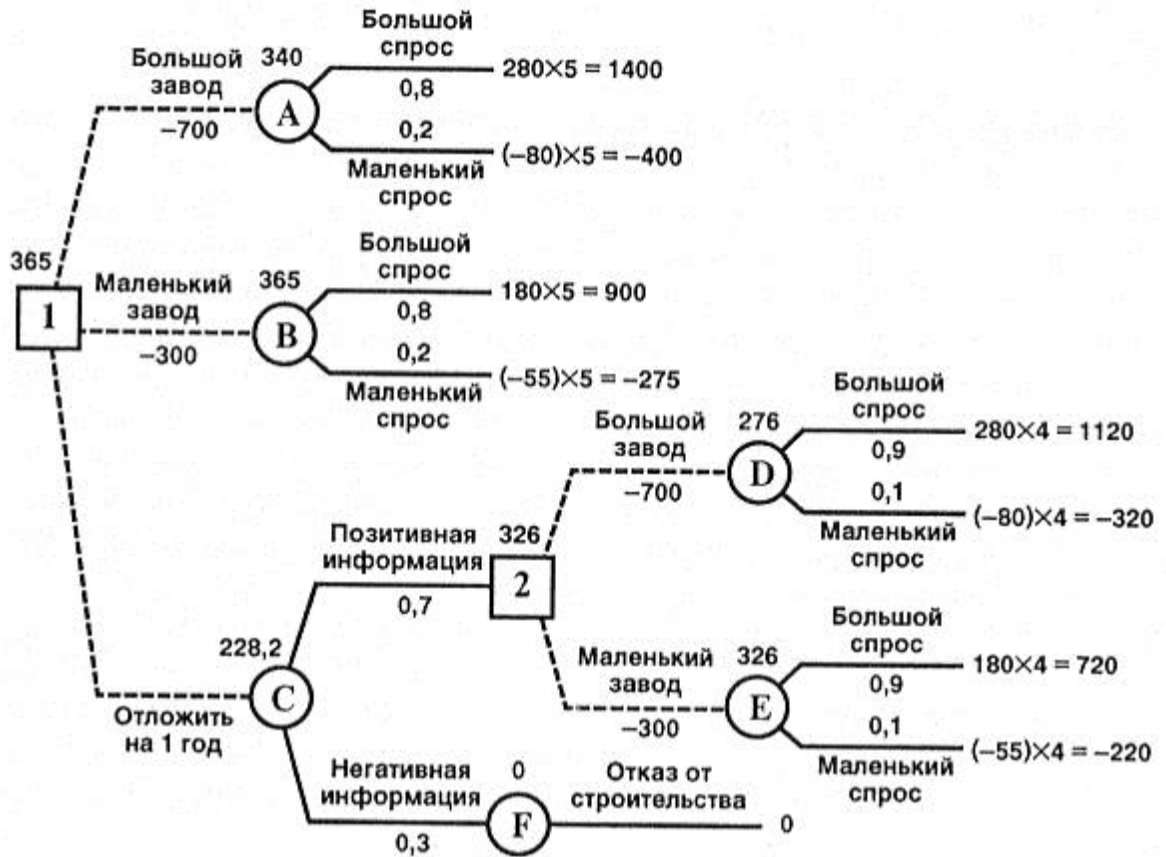 Большой
спрос
Большой
завод
340
280×5 = 1400
0,8
А
–700
0,2
(–80)×5 = –400
Маленький
спрос
Большой
спрос
365
Маленький
завод
365
180×5 = 900
1
0,8
В
–300
0,2
(–55)×5 = –275
Маленький
спрос
Большой
спрос
Большой
завод
276
280×4 = 1120
0,9
D
–700
0,1
(–80)×4 = –320
Маленький
спрос
Позитивная
информация
326
2
0,7
Большой
спрос
228,2
Маленький
завод
326
180×4 = 720
0,9
С
Е
Отложить
на 1 год
–300
0,1
(–55)×4 = –220
Маленький
спрос
Негативная
информация
0
Отказ от
строительства
F
0
0,3